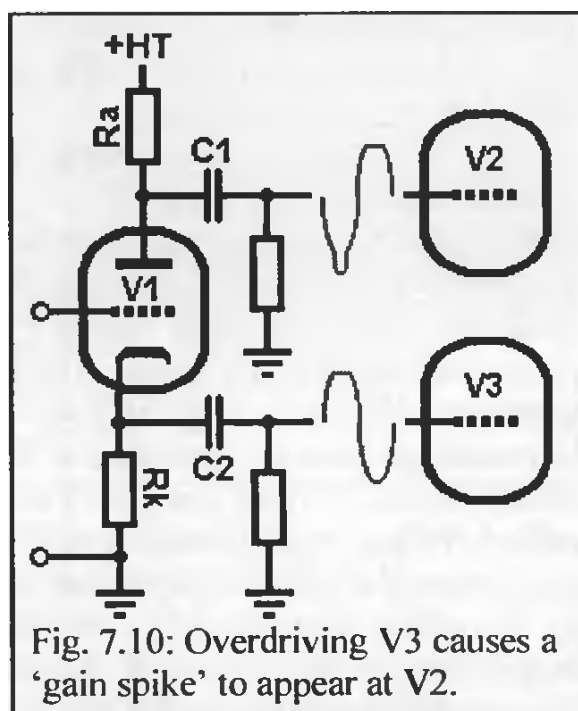 +HT
Ra
C1
V2
V1
V3
C2
Rk
Fig. 7.10: Overdriving V3 causes a
‘gain spike’ to appear at V2.